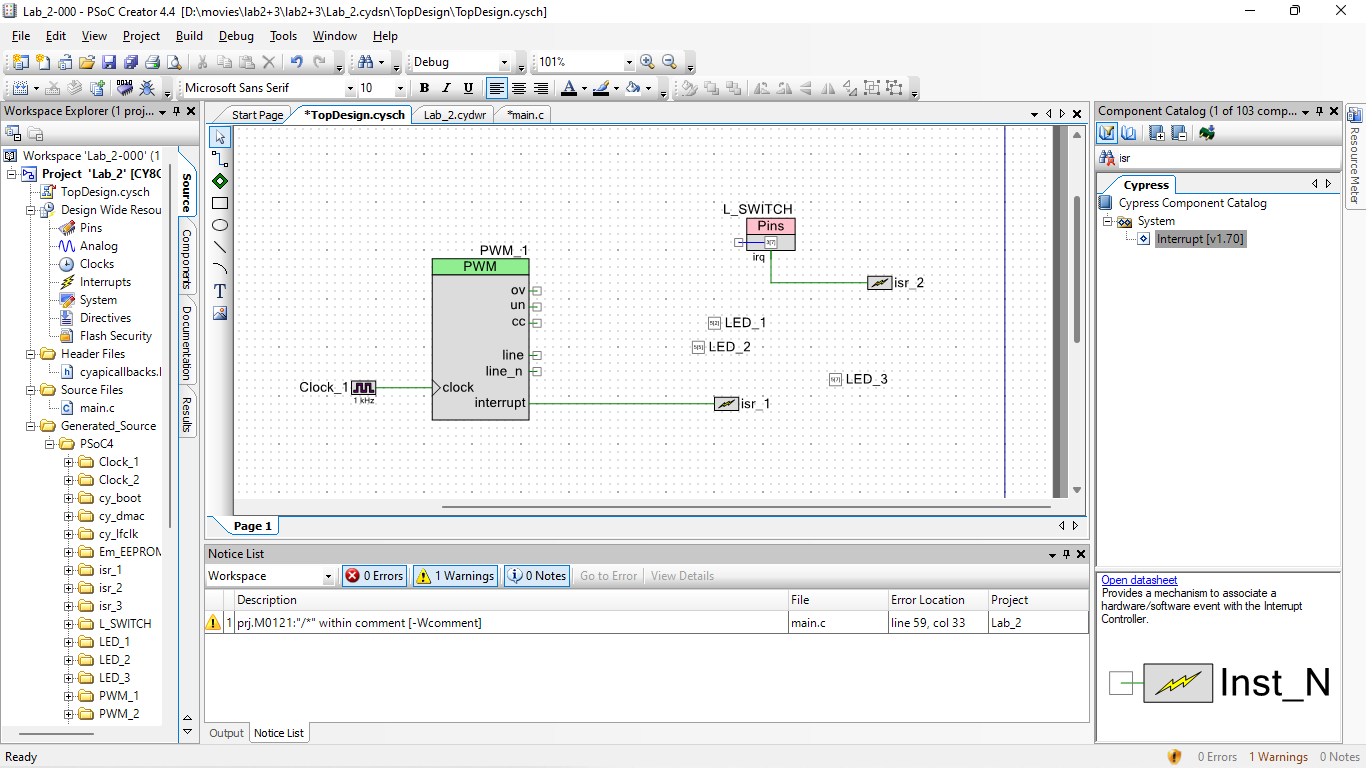 Lab_2-000 - PSoC Creator 4.4 [D:\movies\lab2+3\lab2+3\Lab_2.cydsn\TopDesign\TopDesign.cysch]
File Edit View Project Build Debug Tools Window Help
Debug 101%
Microsoft Sans Serif 10 B I U
Workspace Explorer (1 proj...
Workspace 'Lab_2-000' (1
Project 'Lab_2' [CY8C
TopDesign.cysch
Design Wide Resou
Pins
Analog
Clocks
Interrupts
System
Directives
Flash Security
Header Files
cyapicallbacks.l
Source Files
main.c
Generated_Source
PSoC4
Clock_1
Clock_2
cy_boot
cy_dmac
cy_lfclk
Em_EEPROM
isr_1
isr_2
isr_3
L_SWITCH
LED_1
LED_2
LED_3
PWM_1
PWM_2
Source
Components
Documentation
Results
Start Page *TopDesign.cysch Lab_2.cydwr *main.c
L_SWITCH
Pins
3[7]
irq
isr_2
PWM_1
PWM
ov
un
cc
line
line_n
Clock_1
1 kHz
clock
interrupt
isr_1
5[2] LED_1
5[5] LED_2
5[7] LED_3
Page 1
Notice List
Workspace 0 Errors 1 Warnings 0 Notes Go to Error View Details
Description File Error Location Project
1 prj.M0121:"/*" within comment [-Wcomment] main.c line 59, col 33 Lab_2
Output Notice List
Component Catalog (1 of 103 comp...
isr
Cypress
Cypress Component Catalog
System
Interrupt [v1.70]
Open datasheet
Provides a mechanism to associate a
hardware/software event with the Interrupt
Controller.
Inst_N
Resource Meter
Ready 0 Errors 1 Warnings 0 Notes